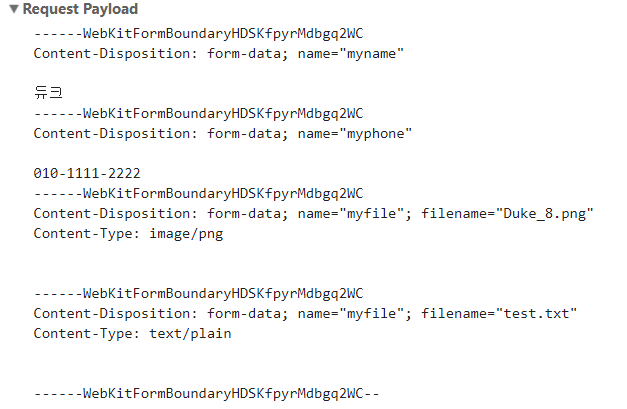 ▼ Request Payload
------WebKitFormBoundaryHDSKfpyrMdbgq2WC
Content-Disposition: form-data; name="myname"
듀크
------WebKitFormBoundaryHDSKfpyrMdbgq2WC
Content-Disposition: form-data; name="myphone"
010-1111-2222
------WebKitFormBoundaryHDSKfpyrMdbgq2WC
Content-Disposition: form-data; name="myfile"; filename="Duke_8.png"
Content-Type: image/png
------WebKitFormBoundaryHDSKfpyrMdbgq2WC
Content-Disposition: form-data; name="myfile"; filename="test.txt"
Content-Type: text/plain
------WebKitFormBoundaryHDSKfpyrMdbgq2WC--